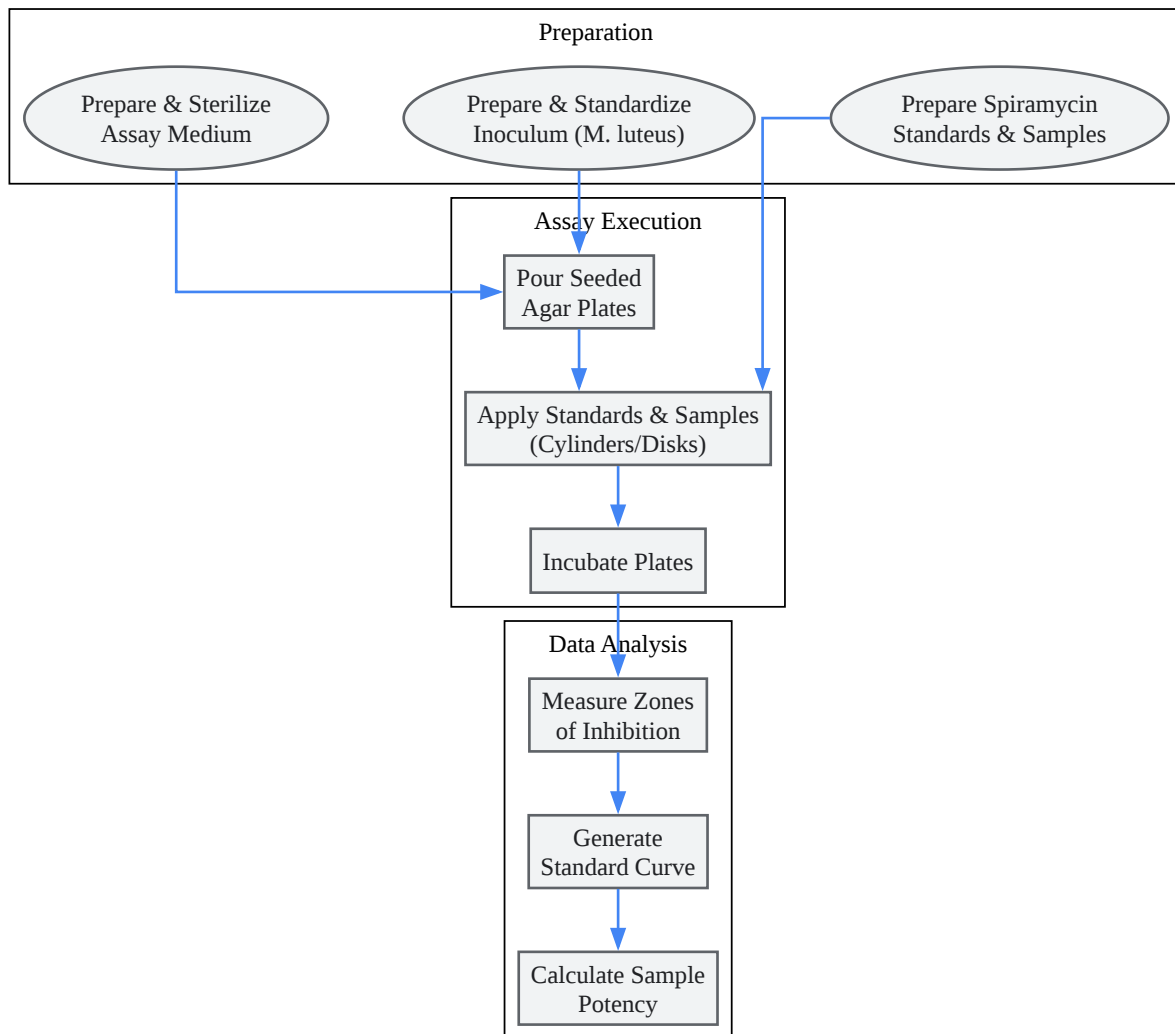 Preparation
Prepare & Sterilize
Assay Medium
Prepare & Standardize
Inoculum (M. luteus)
Prepare Spiramycin
Standards & Samples
Assay Execution
Pour Seeded
Agar Plates
Apply Standards & Samples
(Cylinders/Disks)
Incubate Plates
Data Analysis
Measure Zones
of Inhibition
Generate
Standard Curve
Calculate Sample
Potency